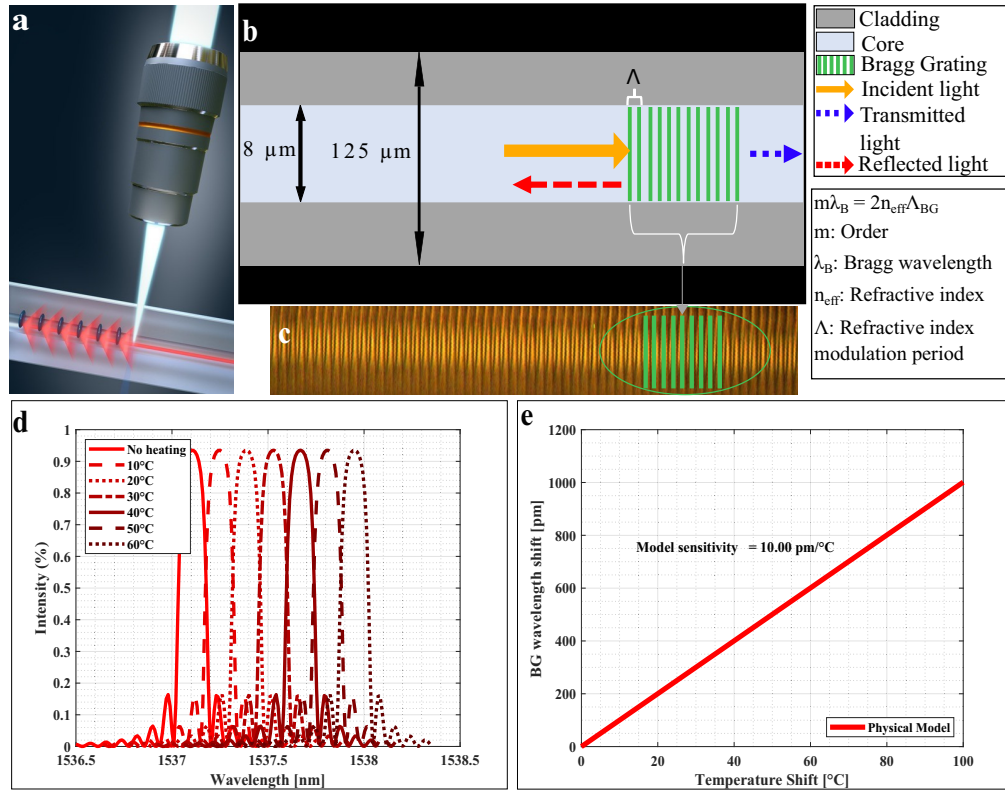 a
b
Λ
8 μm
125 μm
Cladding
Core
Bragg Grating
Incident light
Transmitted
light
Reflected light
mλB = 2neffΛBG
m: Order
λB: Bragg wavelength
neff: Refractive index
Λ: Refractive index
modulation period
c
d
No heating
10°C
20°C
30°C
40°C
50°C
60°C
Intensity (%)
1
0.9
0.8
0.7
0.6
0.5
0.4
0.3
0.2
0.1
0
1536.5 1537 1537.5 1538 1538.5
Wavelength [nm]
e
BG wavelength shift [pm]
1200
1000
800
600
400
200
0
Model sensitivity = 10.00 pm/°C
Physical Model
0 20 40 60 80 100
Temperature Shift [°C]